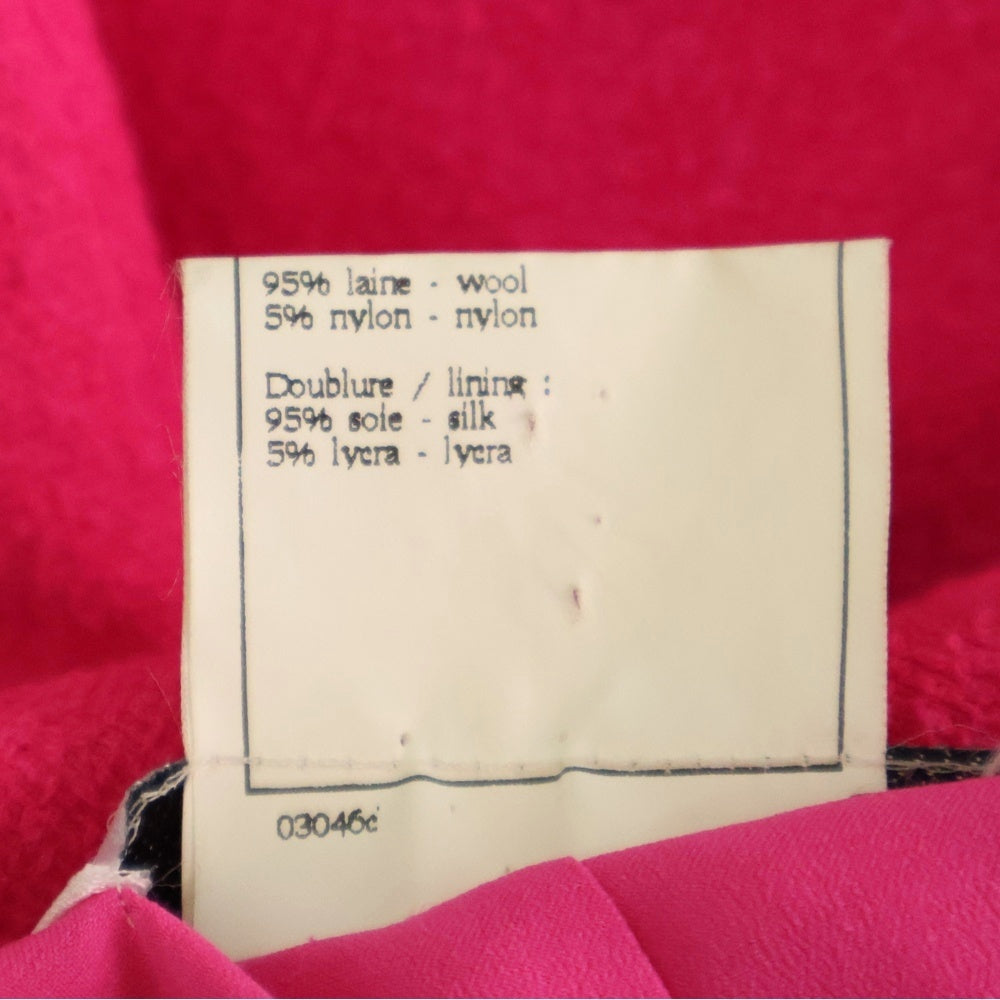 95% laine - wool
5% nylon - nylon
Doublure / lining :
95% soie - silk
5% lycra - lycra
03046c